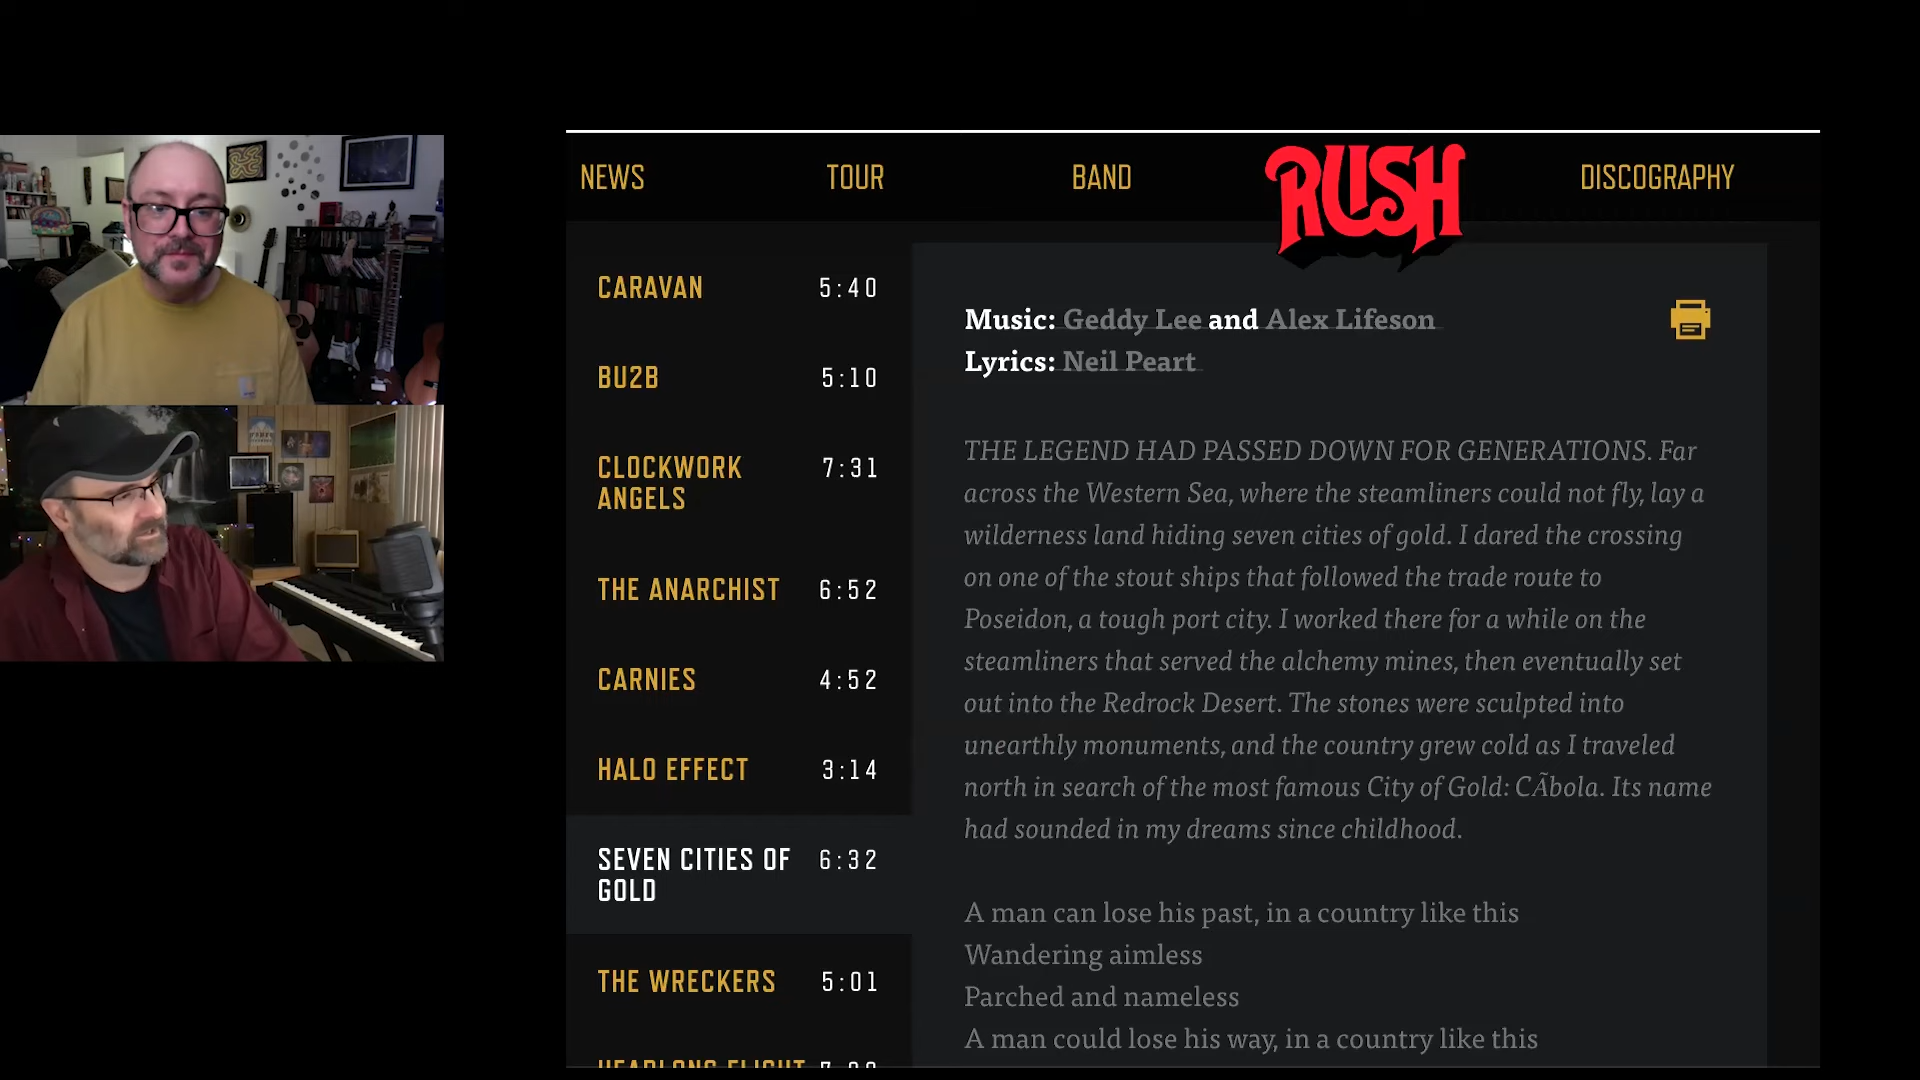 NEWS TOUR BAND RUSH DISCOGRAPHY
CARAVAN 5:40
BU2B 5:10
CLOCKWORK ANGELS 7:31
THE ANARCHIST 6:52
CARNIES 4:52
HALO EFFECT 3:14
SEVEN CITIES OF GOLD 6:32
THE WRECKERS 5:01
HEADLONG FLIGHT
Music: Geddy Lee and Alex Lifeson
Lyrics: Neil Peart
THE LEGEND HAD PASSED DOWN FOR GENERATIONS. Far
across the Western Sea, where the steamliners could not fly, lay a
wilderness land hiding seven cities of gold. I dared the crossing
on one of the stout ships that followed the trade route to
Poseidon, a tough port city. I worked there for a while on the
steamliners that served the alchemy mines, then eventually set
out into the Redrock Desert. The stones were sculpted into
unearthly monuments, and the country grew cold as I traveled
north in search of the most famous City of Gold: CÃbola. Its name
had sounded in my dreams since childhood.
A man can lose his past, in a country like this
Wandering aimless
Parched and nameless
A man could lose his way, in a country like this